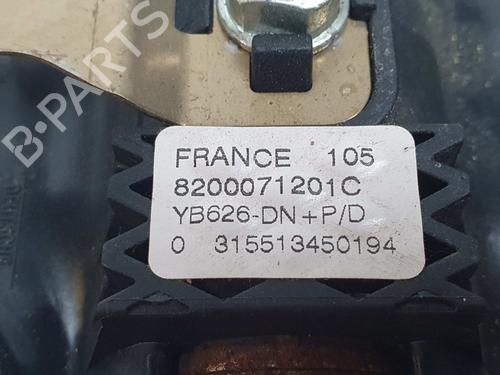 B-PARTS
FRANCE 105
8200071201C
YB626-DN+P/D
0 315513450194